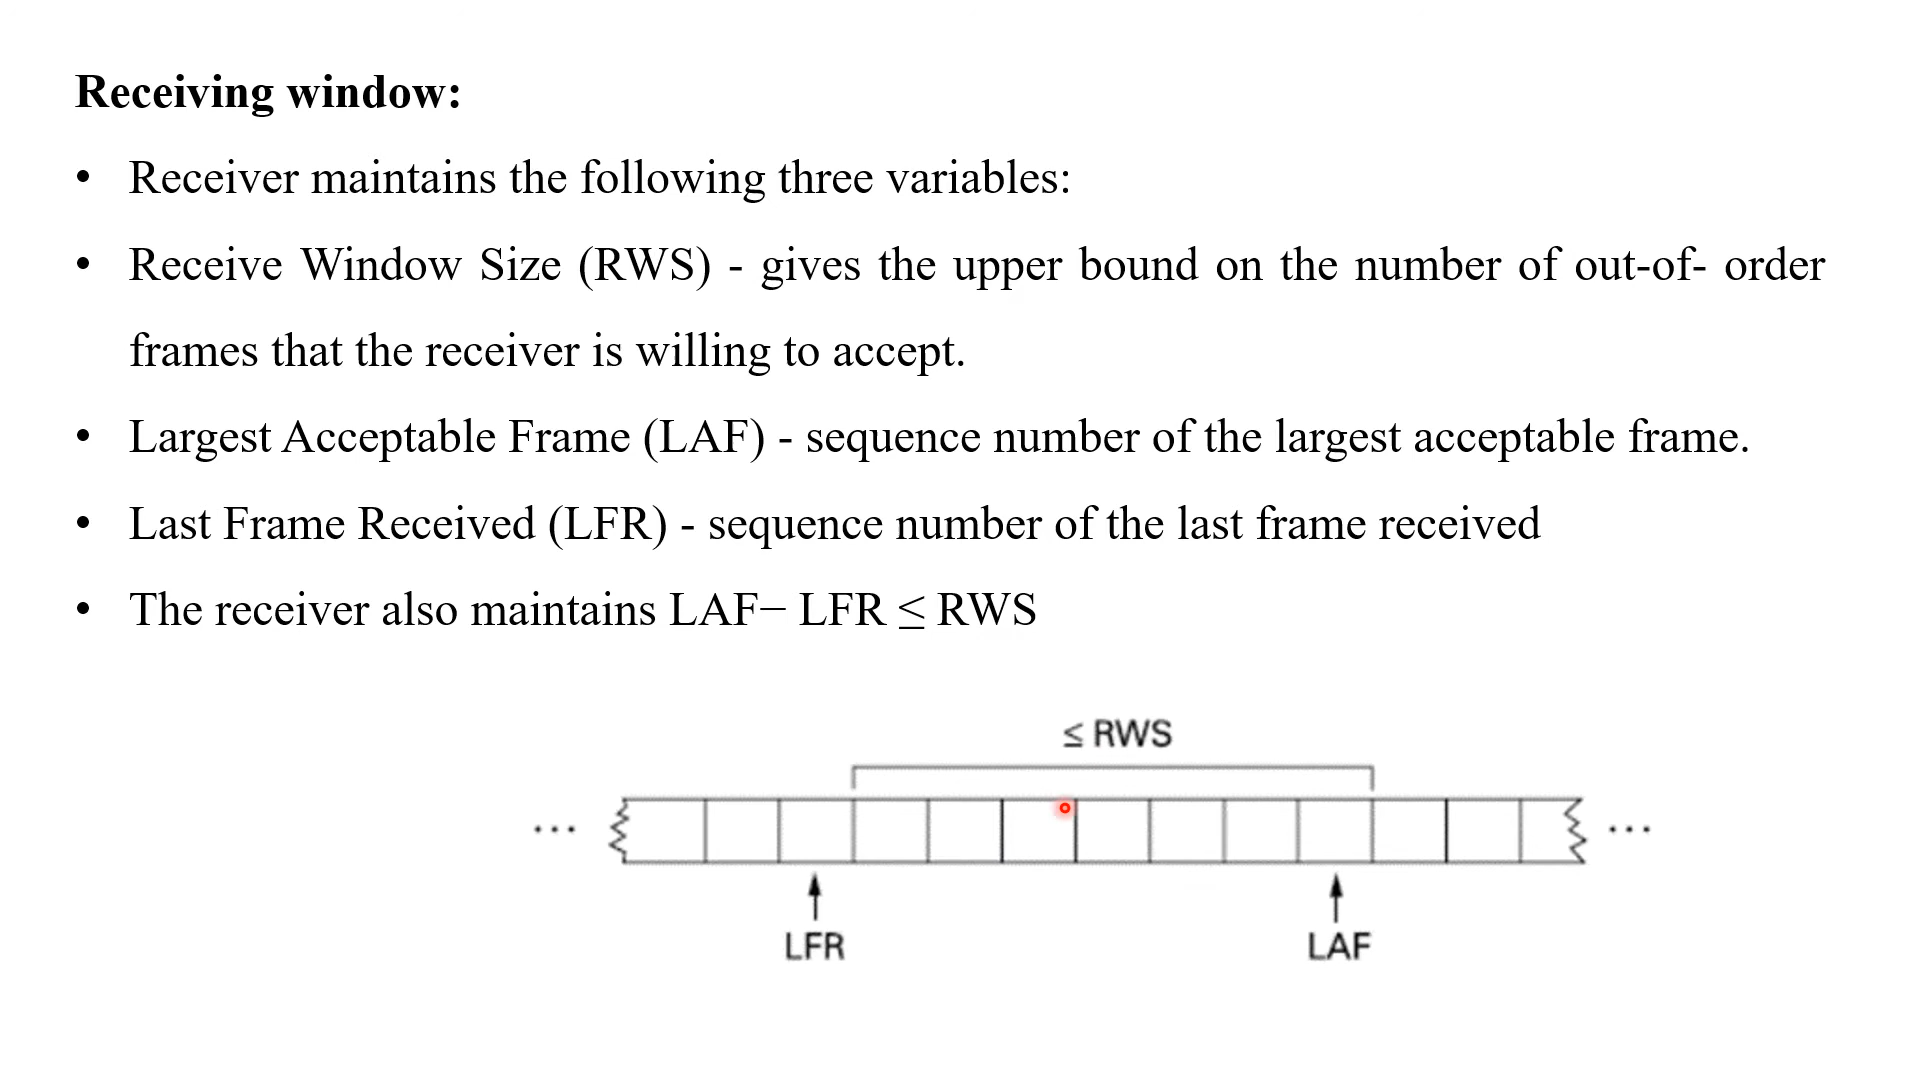 Receiving window:
• Receiver maintains the following three variables:
• Receive Window Size (RWS) - gives the upper bound on the number of out-of- order
frames that the receiver is willing to accept.
• Largest Acceptable Frame (LAF) - sequence number of the largest acceptable frame.
• Last Frame Received (LFR) - sequence number of the last frame received
• The receiver also maintains LAF− LFR ≤ RWS
≤ RWS
... ...
LFR LAF